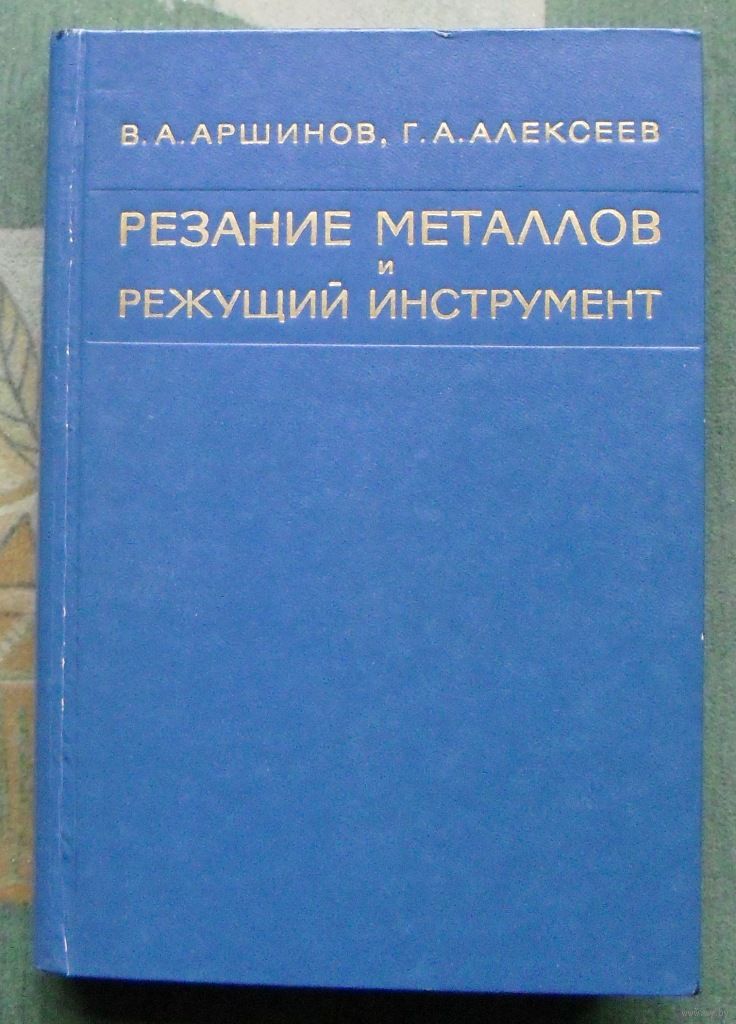 В. А. АРШИНОВ, Г. А. АЛЕКСЕЕВ
РЕЗАНИЕ МЕТАЛЛОВ
И
РЕЖУЩИЙ ИНСТРУМЕНТ